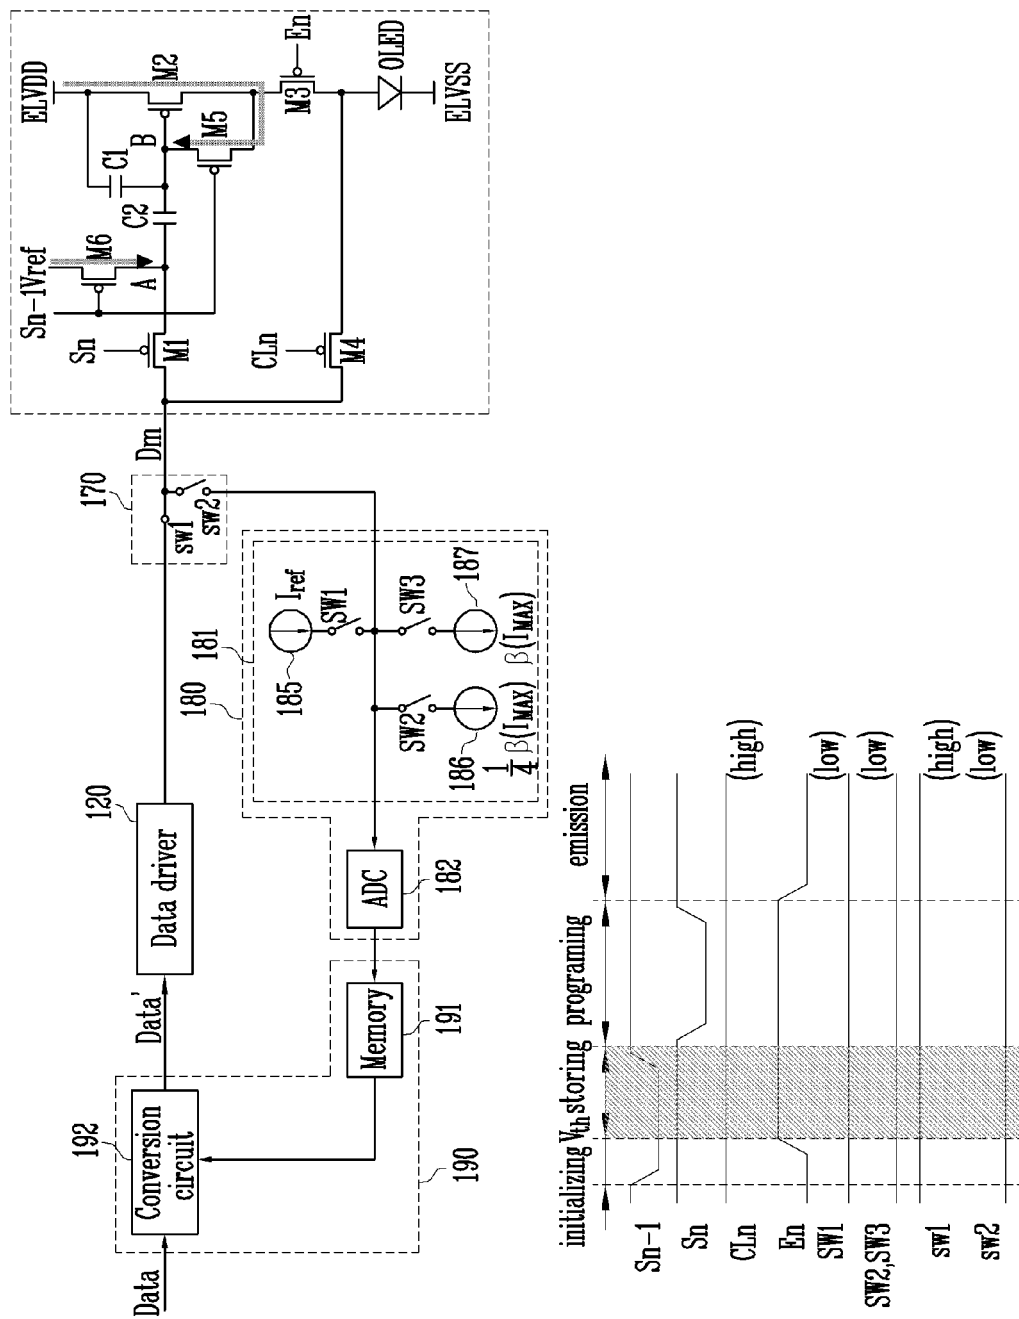 Data
192
Conversion
circuit
Data'
120
Data driver
170
sw1
sw2
Dm
190
191
Memory
182
ADC
180
181
185
Iref
SW1
SW2
SW3
186
187
1/4 β(IMAX)
β(IMAX)
Sn
M1
CLn
M4
Sn-1
Vref
M6
A
C2
C1
B
M5
M2
ELVDD
M3
En
OLED
ELVSS
initializing
Vth storing
programing
emission
Sn-1
Sn
CLn
(high)
En
SW1
(low)
SW2,SW3
(low)
sw1
(high)
sw2
(low)